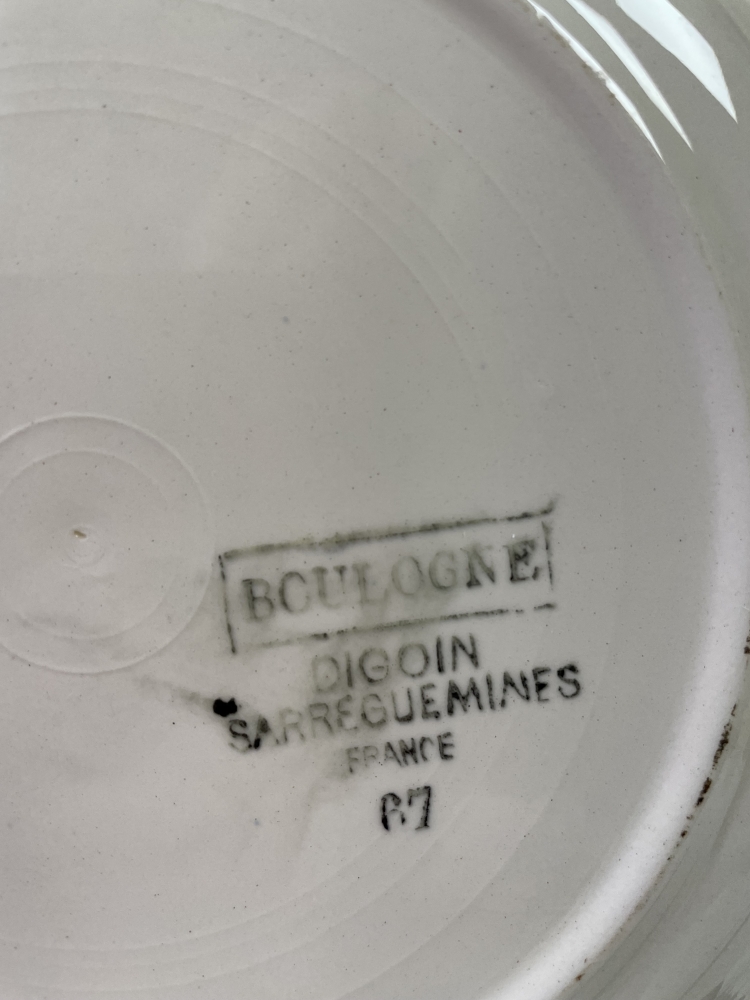 BOULOGNE
DIGOIN
SARREGUEMINES
FRANCE
67